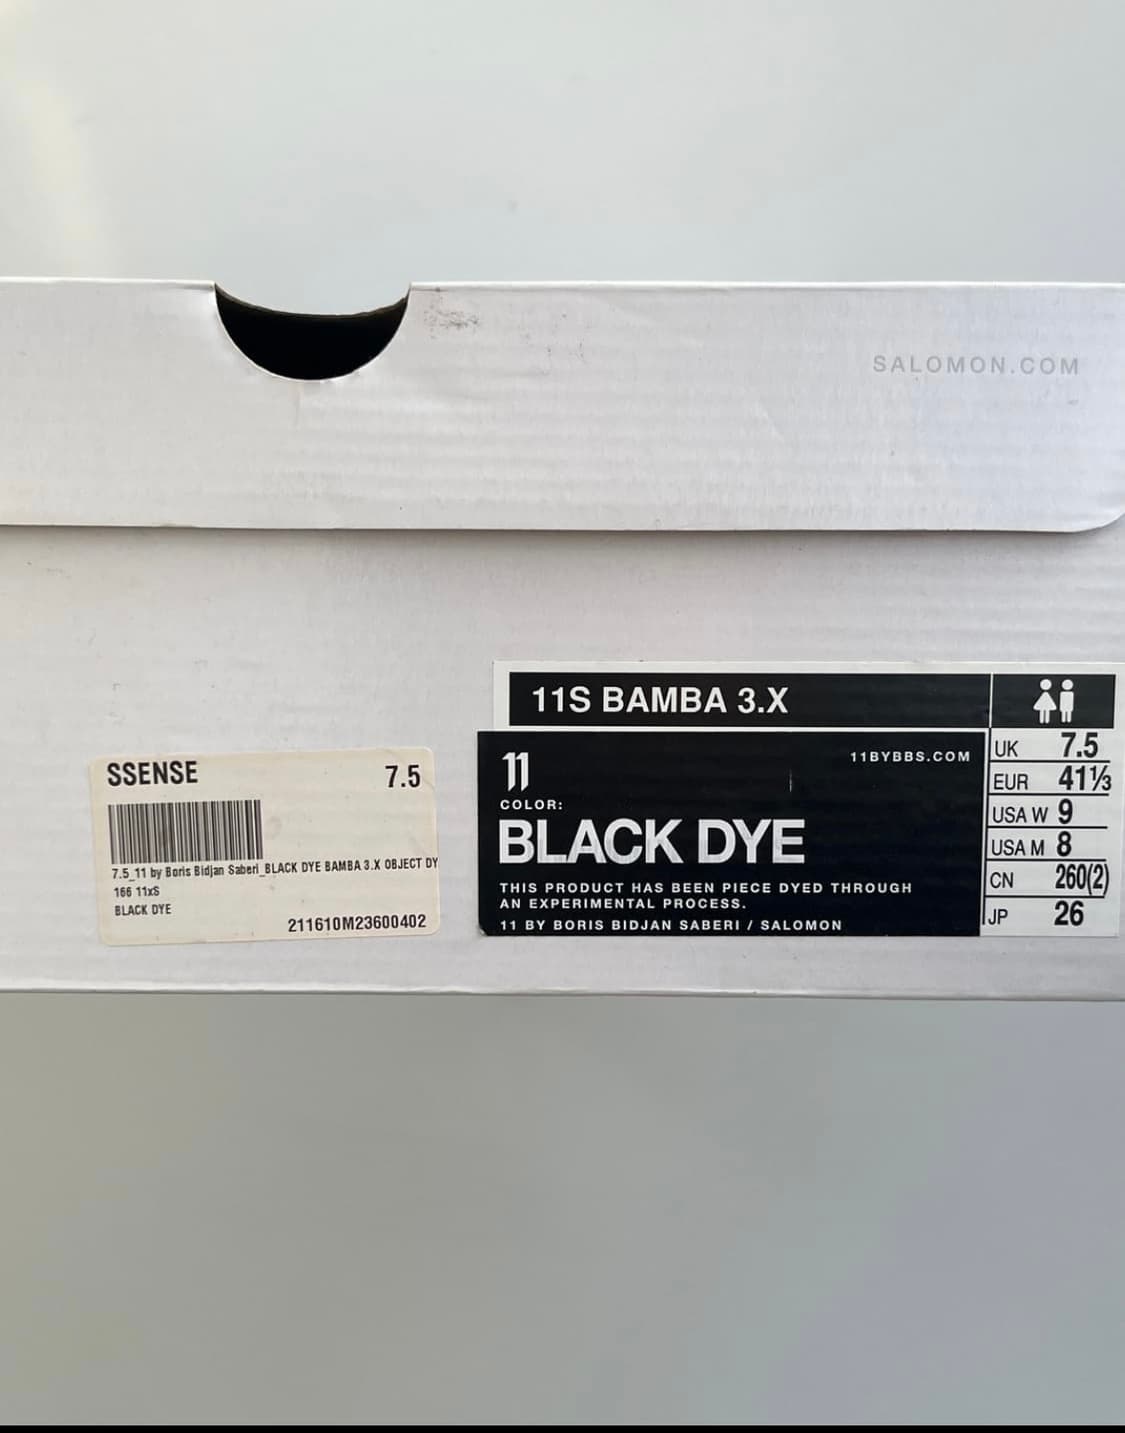 SALOMON.COM
11S BAMBA 3.X
11
11BYBBS.COM
COLOR:
BLACK DYE
THIS PRODUCT HAS BEEN PIECE DYED THROUGH
AN EXPERIMENTAL PROCESS.
11 BY BORIS BIDJAN SABERI / SALOMON
UK 7.5
EUR 41⅓
USA W 9
USA M 8
CN 260(2)
JP 26
SSENSE 7.5
7.5_11 by Boris Bidjan Saberi_BLACK DYE BAMBA 3.X OBJECT DY
166 11xS
BLACK DYE
211610M23600402